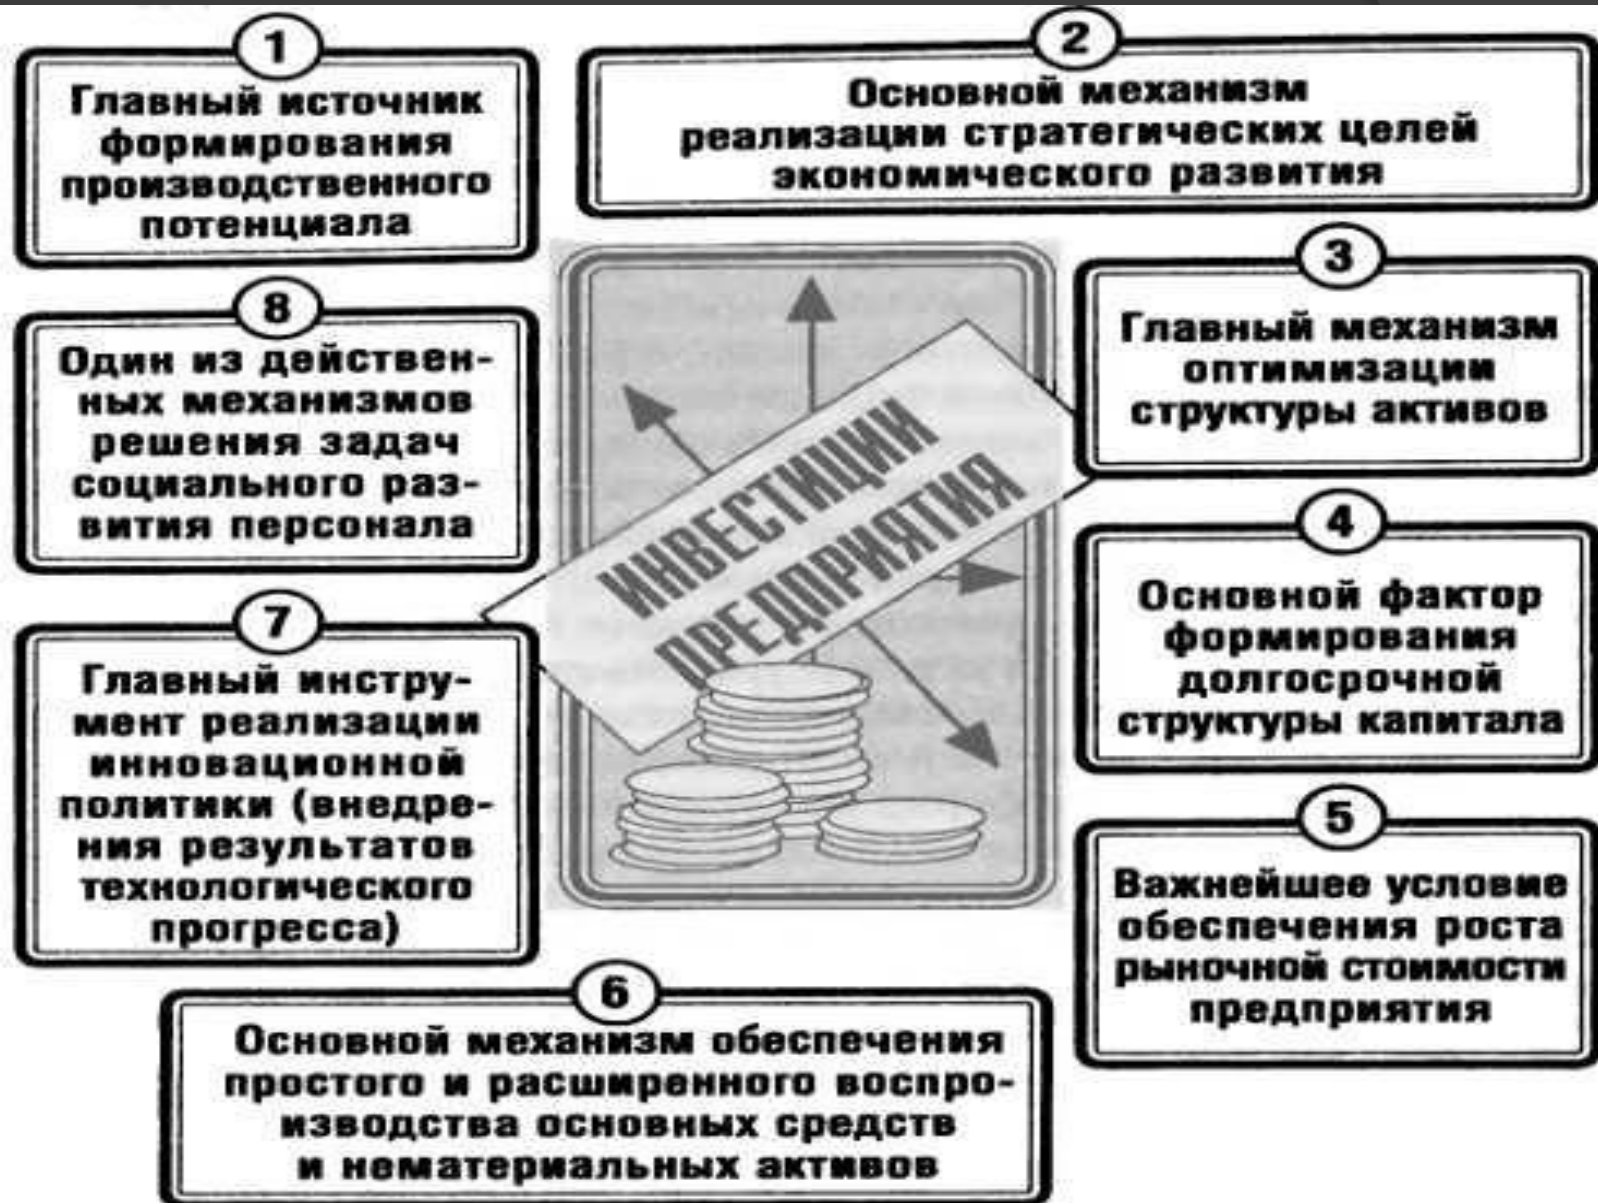 1
Главный источник
формирования
производственного
потенциала
2
Основной механизм
реализации стратегических целей
экономического развития
3
Главный механизм
оптимизации
структуры активов
4
Основной фактор
формирования
долгосрочной
структуры капитала
5
Важнейшее условие
обеспечения роста
рыночной стоимости
предприятия
6
Основной механизм обеспечения
простого и расширенного воспро-
изводства основных средств
и нематериальных активов
7
Главный инстру-
мент реализации
инновационной
политики (внедре-
ния результатов
технологического
прогресса)
8
Один из действен-
ных механизмов
решения задач
социального раз-
вития персонала
ИНВЕСТИЦИИ
ПРЕДПРИЯТИЯ